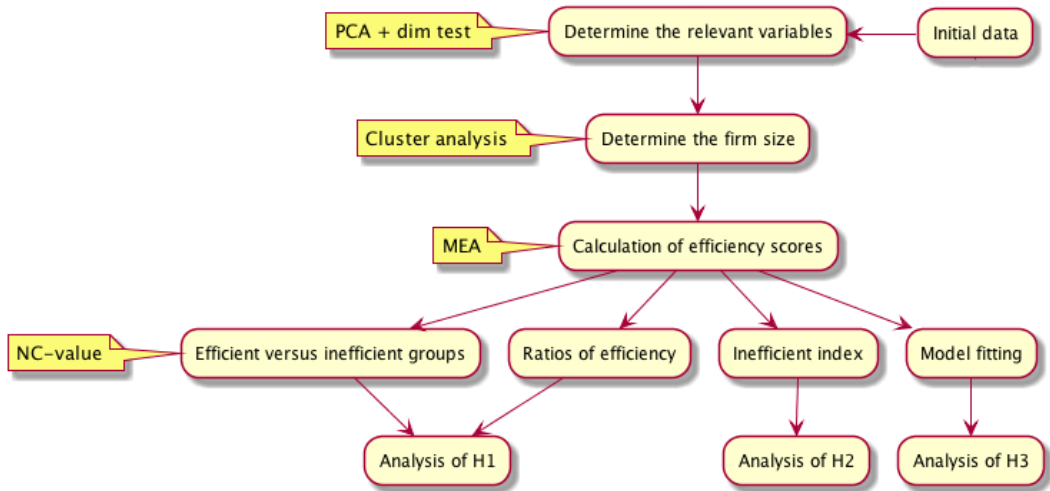 PCA + dim test
Determine the relevant variables
Initial data
Cluster analysis
Determine the firm size
MEA
Calculation of efficiency scores
NC-value
Efficient versus inefficient groups
Ratios of efficiency
Inefficient index
Model fitting
Analysis of H1
Analysis of H2
Analysis of H3